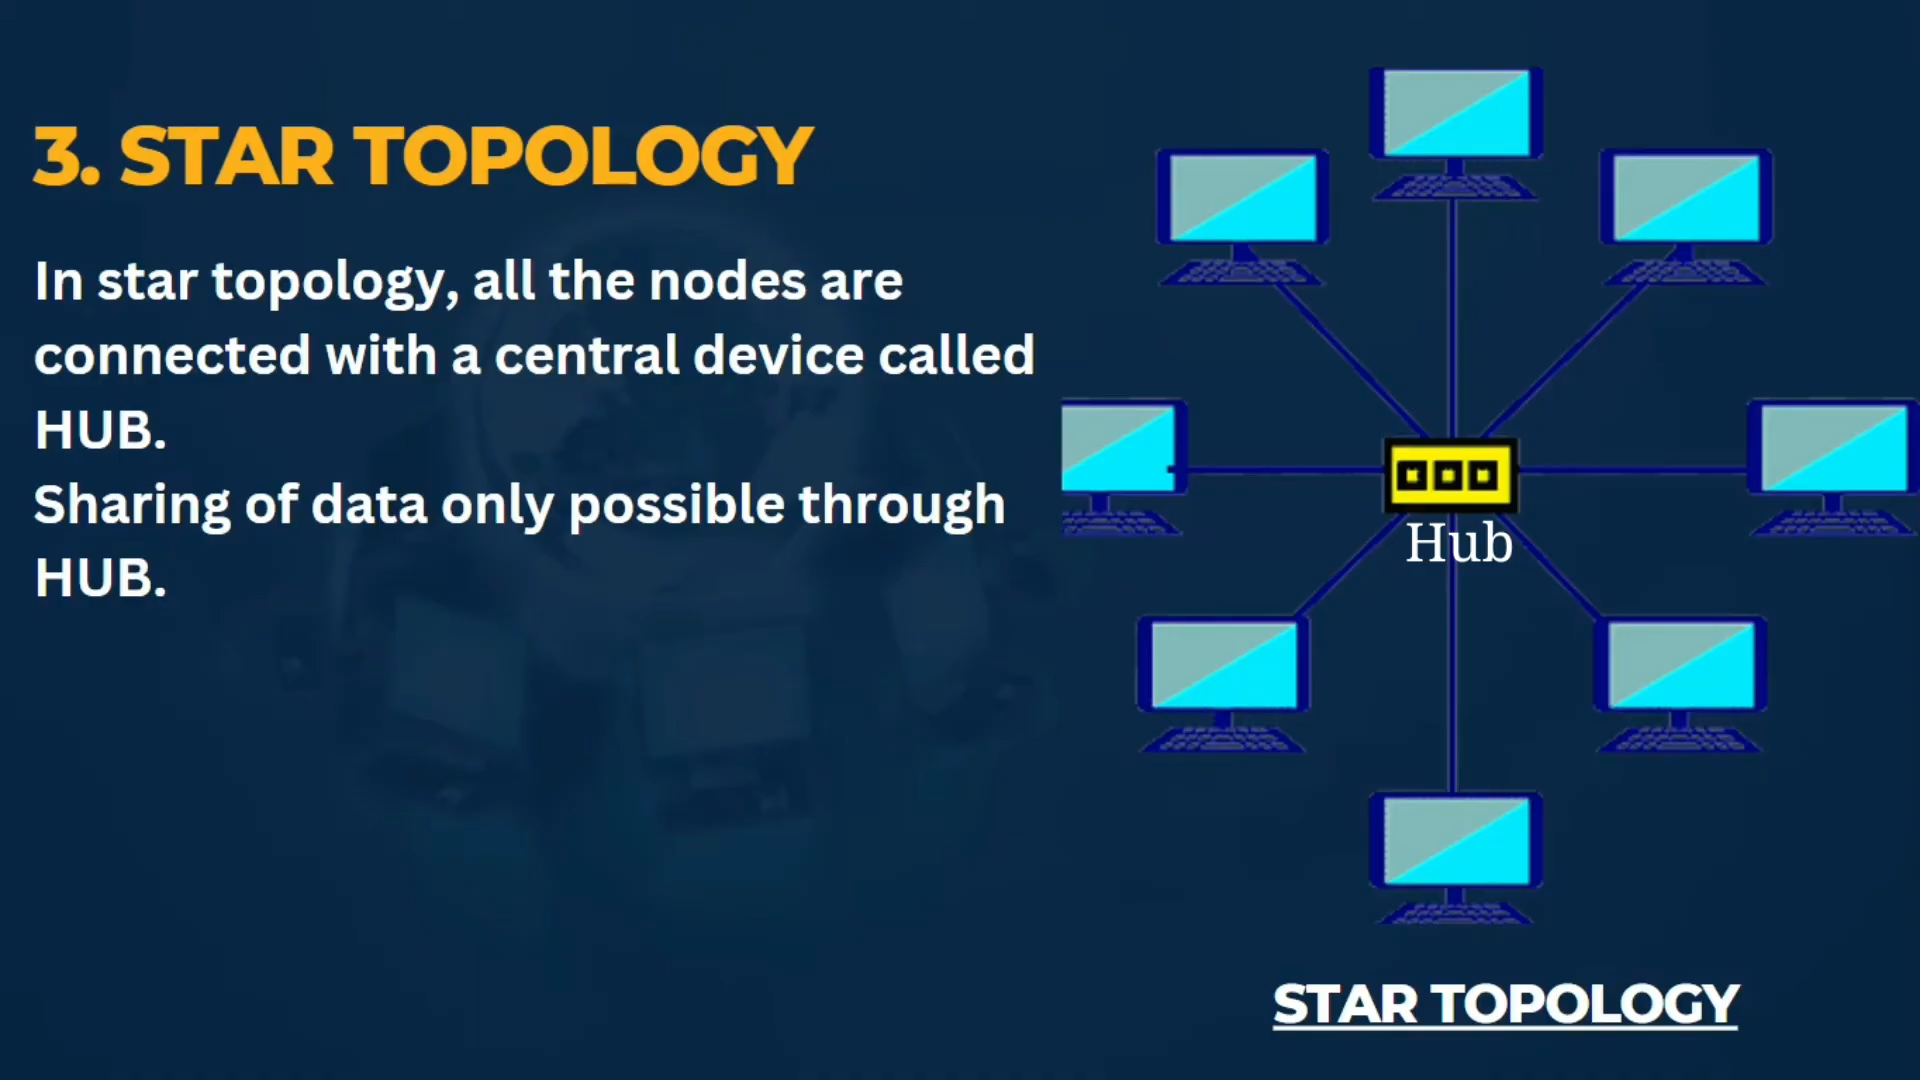 3. STAR TOPOLOGY
In star topology, all the nodes are
connected with a central device called
HUB.
Sharing of data only possible through
HUB.
Hub
STAR TOPOLOGY